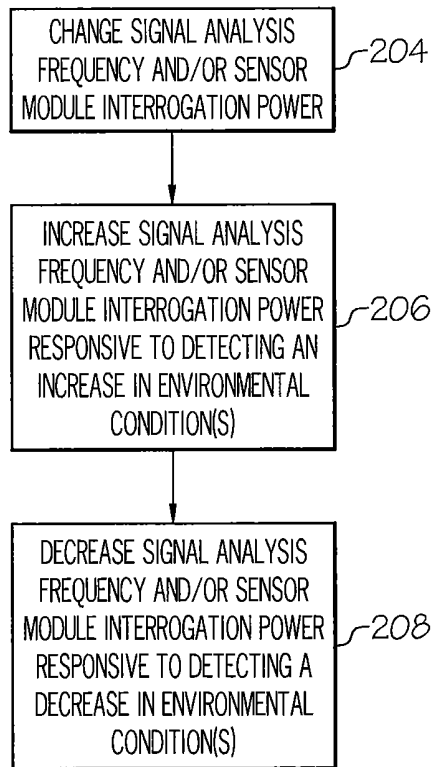 CHANGE SIGNAL ANALYSIS
FREQUENCY AND/OR SENSOR
MODULE INTERROGATION POWER
204
INCREASE SIGNAL ANALYSIS
FREQUENCY AND/OR SENSOR
MODULE INTERROGATION POWER
RESPONSIVE TO DETECTING AN
INCREASE IN ENVIRONMENTAL
CONDITION(S)
206
DECREASE SIGNAL ANALYSIS
FREQUENCY AND/OR SENSOR
MODULE INTERROGATION POWER
RESPONSIVE TO DETECTING A
DECREASE IN ENVIRONMENTAL
CONDITION(S)
208